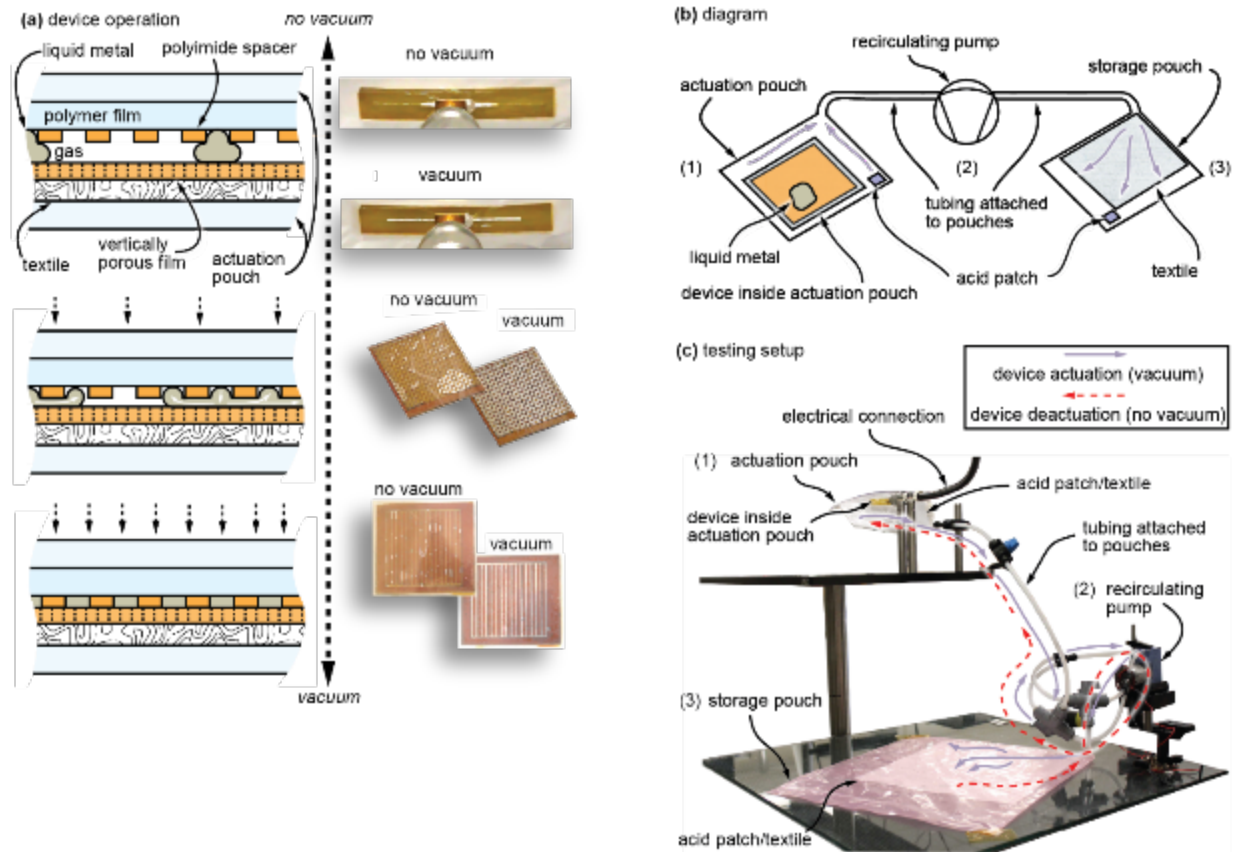 (a) device operation
no vacuum
liquid metal
polyimide spacer
polymer film
gas
textile
vertically
porous film
actuation
pouch
no vacuum
vacuum
no vacuum
vacuum
no vacuum
vacuum
vacuum
(b) diagram
recirculating pump
actuation pouch
storage pouch
(1)
(2)
(3)
tubing attached
to pouches
liquid metal
acid patch
textile
device inside actuation pouch
(c) testing setup
device actuation (vacuum)
device deactuation (no vacuum)
electrical connection
(1) actuation pouch
acid patch/textile
device inside
actuation pouch
tubing attached
to pouches
(2) recirculating
pump
(3) storage pouch
acid patch/textile